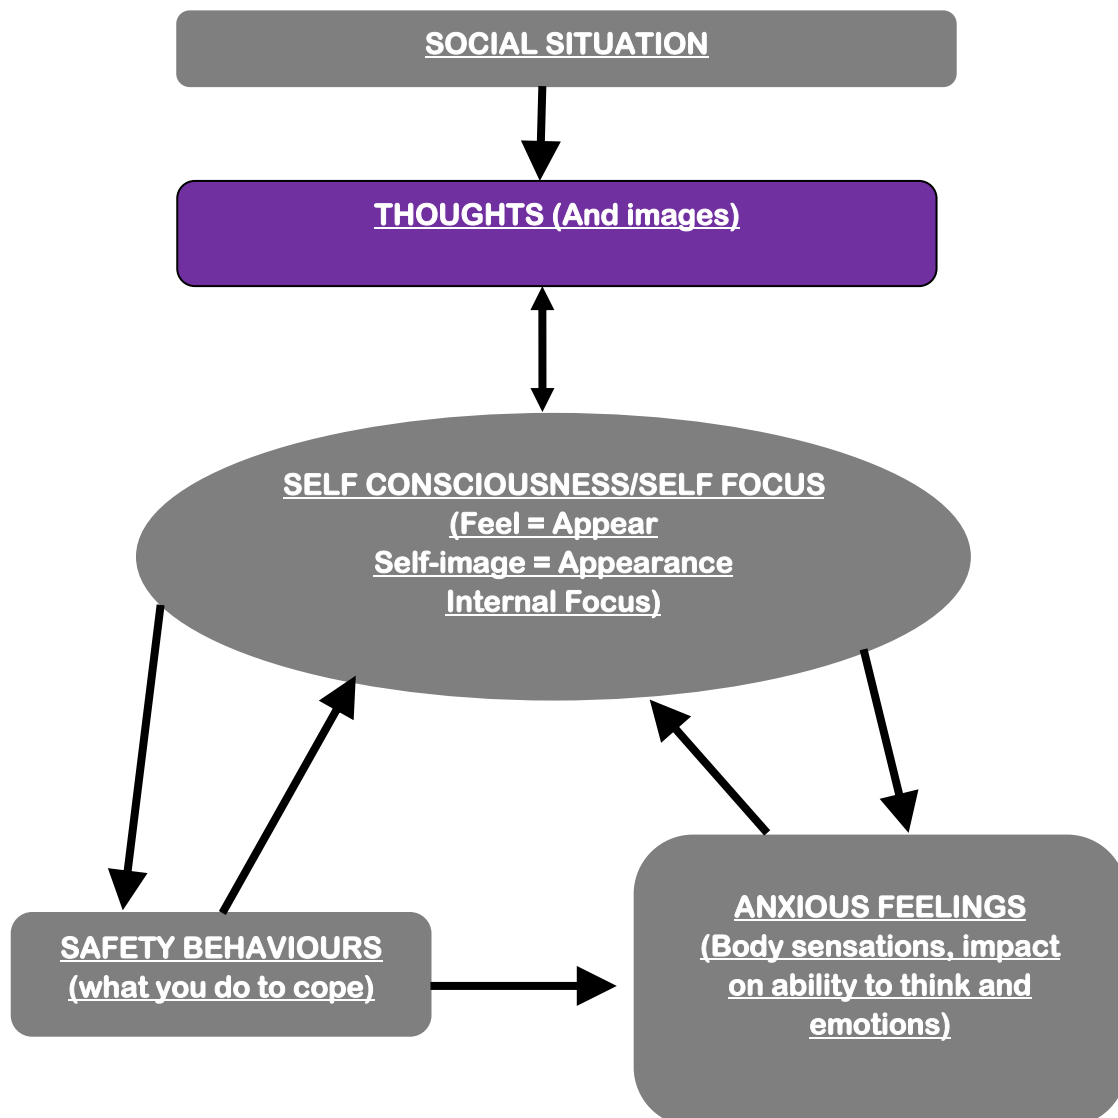 SOCIAL SITUATION
THOUGHTS (And images)
SELF CONSCIOUSNESS/SELF FOCUS
(Feel = Appear
Self-image = Appearance
Internal Focus)
SAFETY BEHAVIOURS
(what you do to cope)
ANXIOUS FEELINGS
(Body sensations, impact
on ability to think and
emotions)